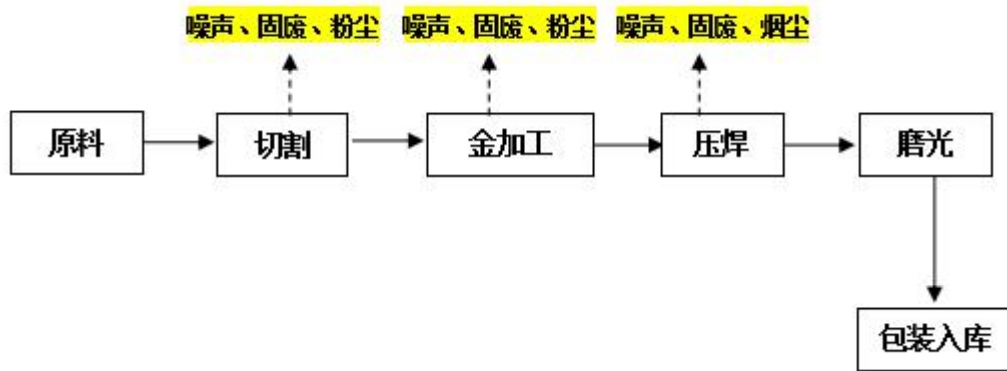 噪声、固废、粉尘
噪声、固废、粉尘
噪声、固废、烟尘
原料
切割
金加工
压焊
磨光
包装入库